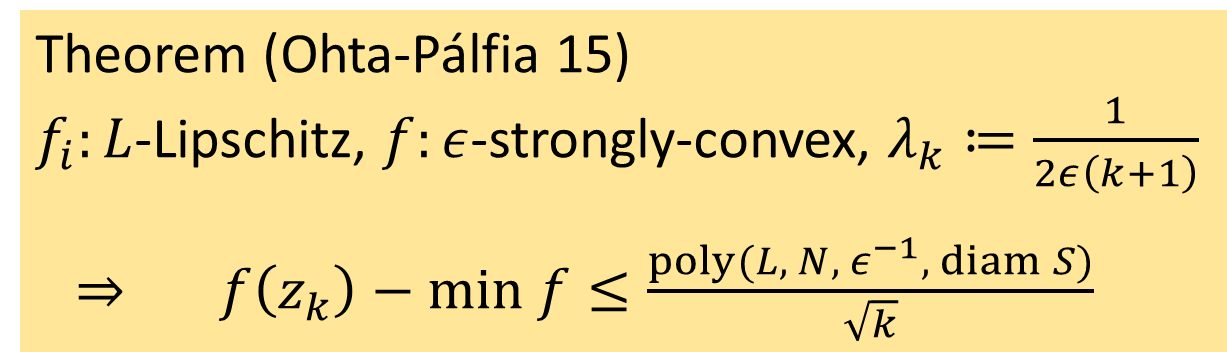 Theorem (Ohta-Pálfia 15)
f_i: L-Lipschitz, f: ϵ-strongly-convex, λ_k ≔ 1/(2ϵ(k+1))
⇒ f(z_k) − min f ≤ poly(L, N, ϵ⁻¹, diam S)/√k